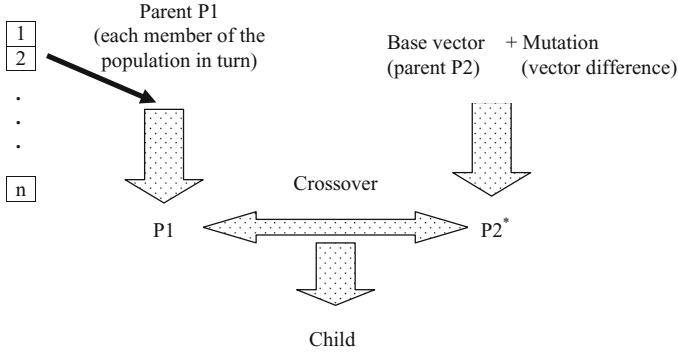 Parent P1
(each member of the
population in turn)
1
2
.
.
.
n
Base vector + Mutation
(parent P2) (vector difference)
Crossover
P1
P2*
Child